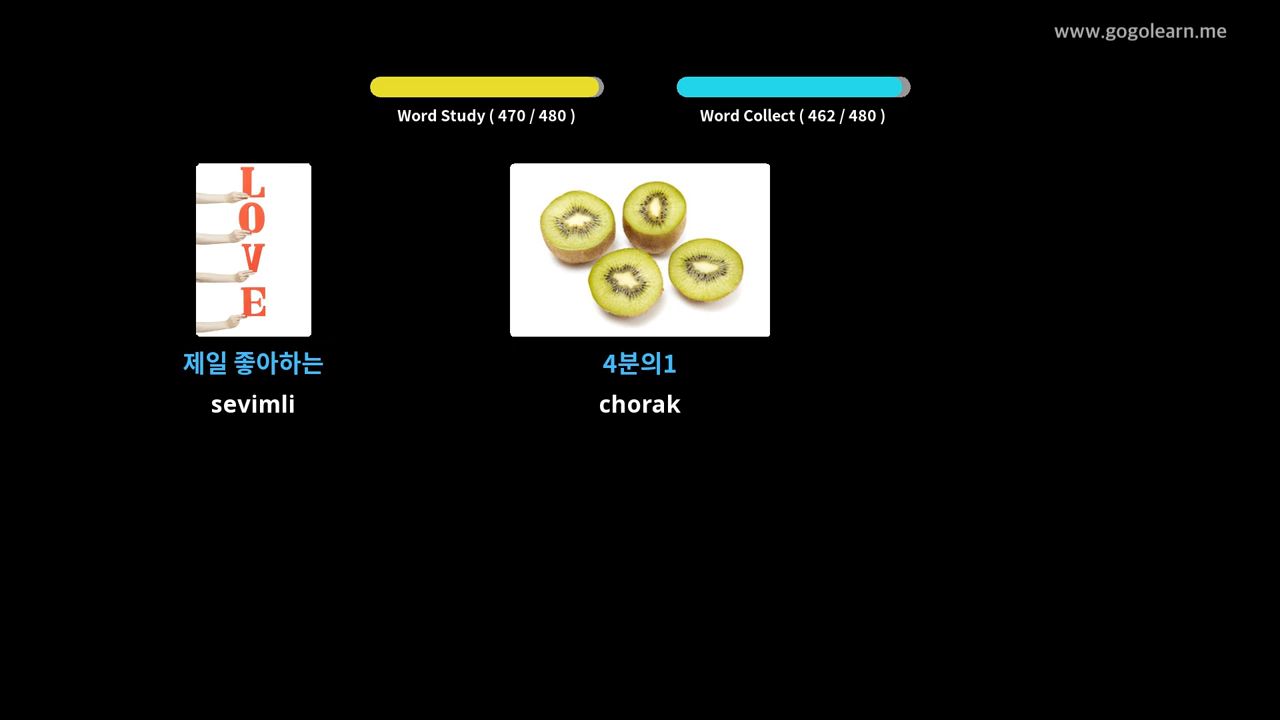 www.gogolearn.me
Word Study ( 470 / 480 )
Word Collect ( 462 / 480 )
L
O
V
E
제일 좋아하는
sevimli
4분의1
chorak